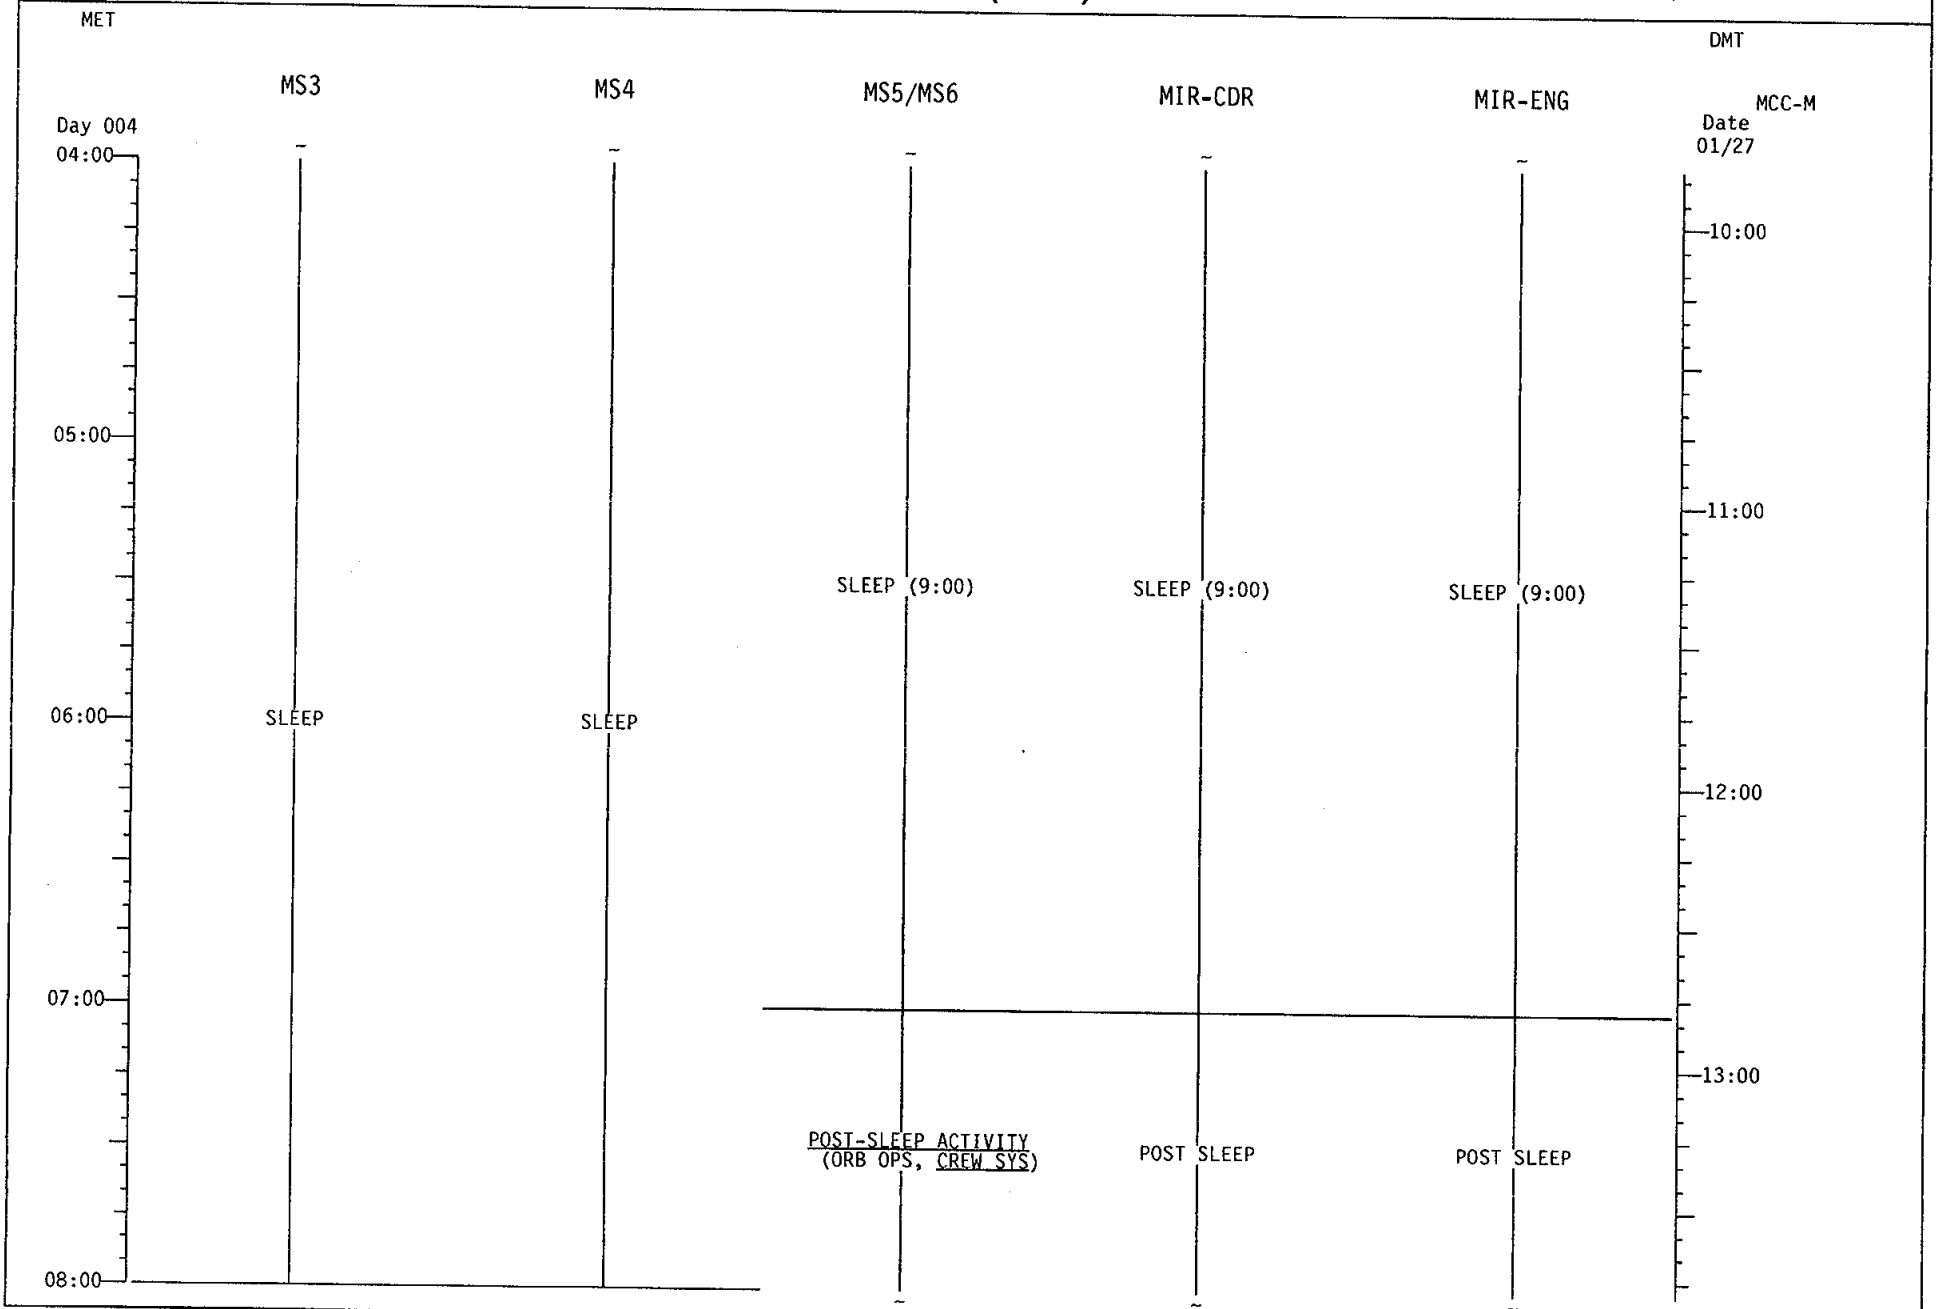 MET
DMT
MS3 MS4 MS5/MS6 MIR-CDR MIR-ENG MCC-M
Day 004
Date
01/27
04:00
10:00
05:00
11:00
SLEEP (9:00) SLEEP (9:00) SLEEP (9:00)
06:00 SLEEP SLEEP
12:00
07:00
13:00
POST-SLEEP ACTIVITY
(ORB OPS, CREW SYS) POST SLEEP POST SLEEP
08:00